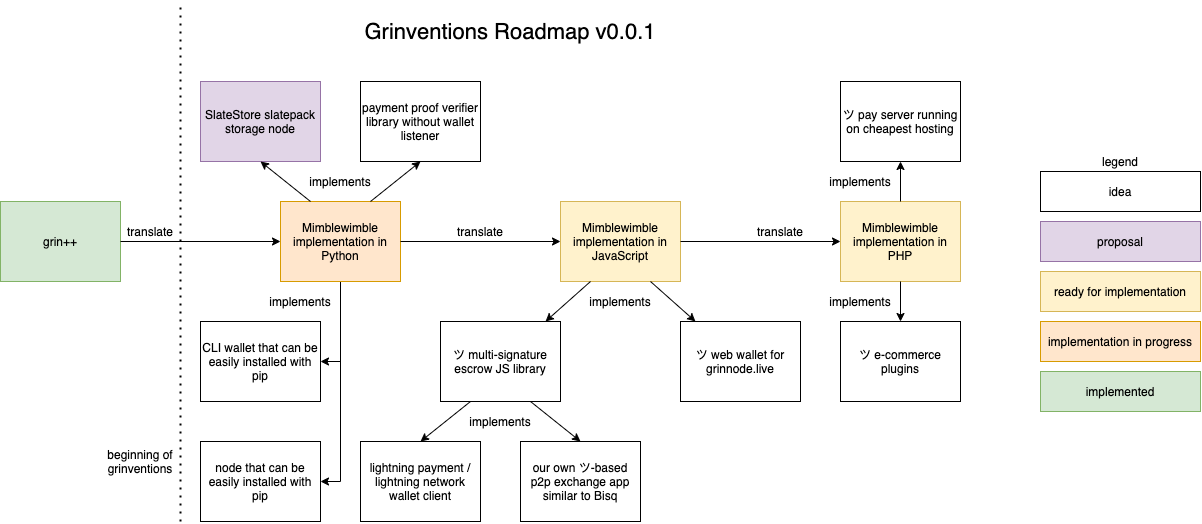 Grinventions Roadmap v0.0.1
SlateStore slatepack
storage node
payment proof verifier
library without wallet
listener
ツ pay server running
on cheapest hosting
implements
implements
grin++
translate
Mimblewimble
implementation in
Python
translate
Mimblewimble
implementation in
JavaScript
translate
Mimblewimble
implementation in
PHP
implements
implements
implements
CLI wallet that can be
easily installed with
pip
ツ multi-signature
escrow JS library
ツ web wallet for
grinnode.live
ツ e-commerce
plugins
implements
beginning of
grinventions
node that can be
easily installed with
pip
lightning payment /
lightning network
wallet client
our own ツ-based
p2p exchange app
similar to Bisq
legend
idea
proposal
ready for implementation
implementation in progress
implemented